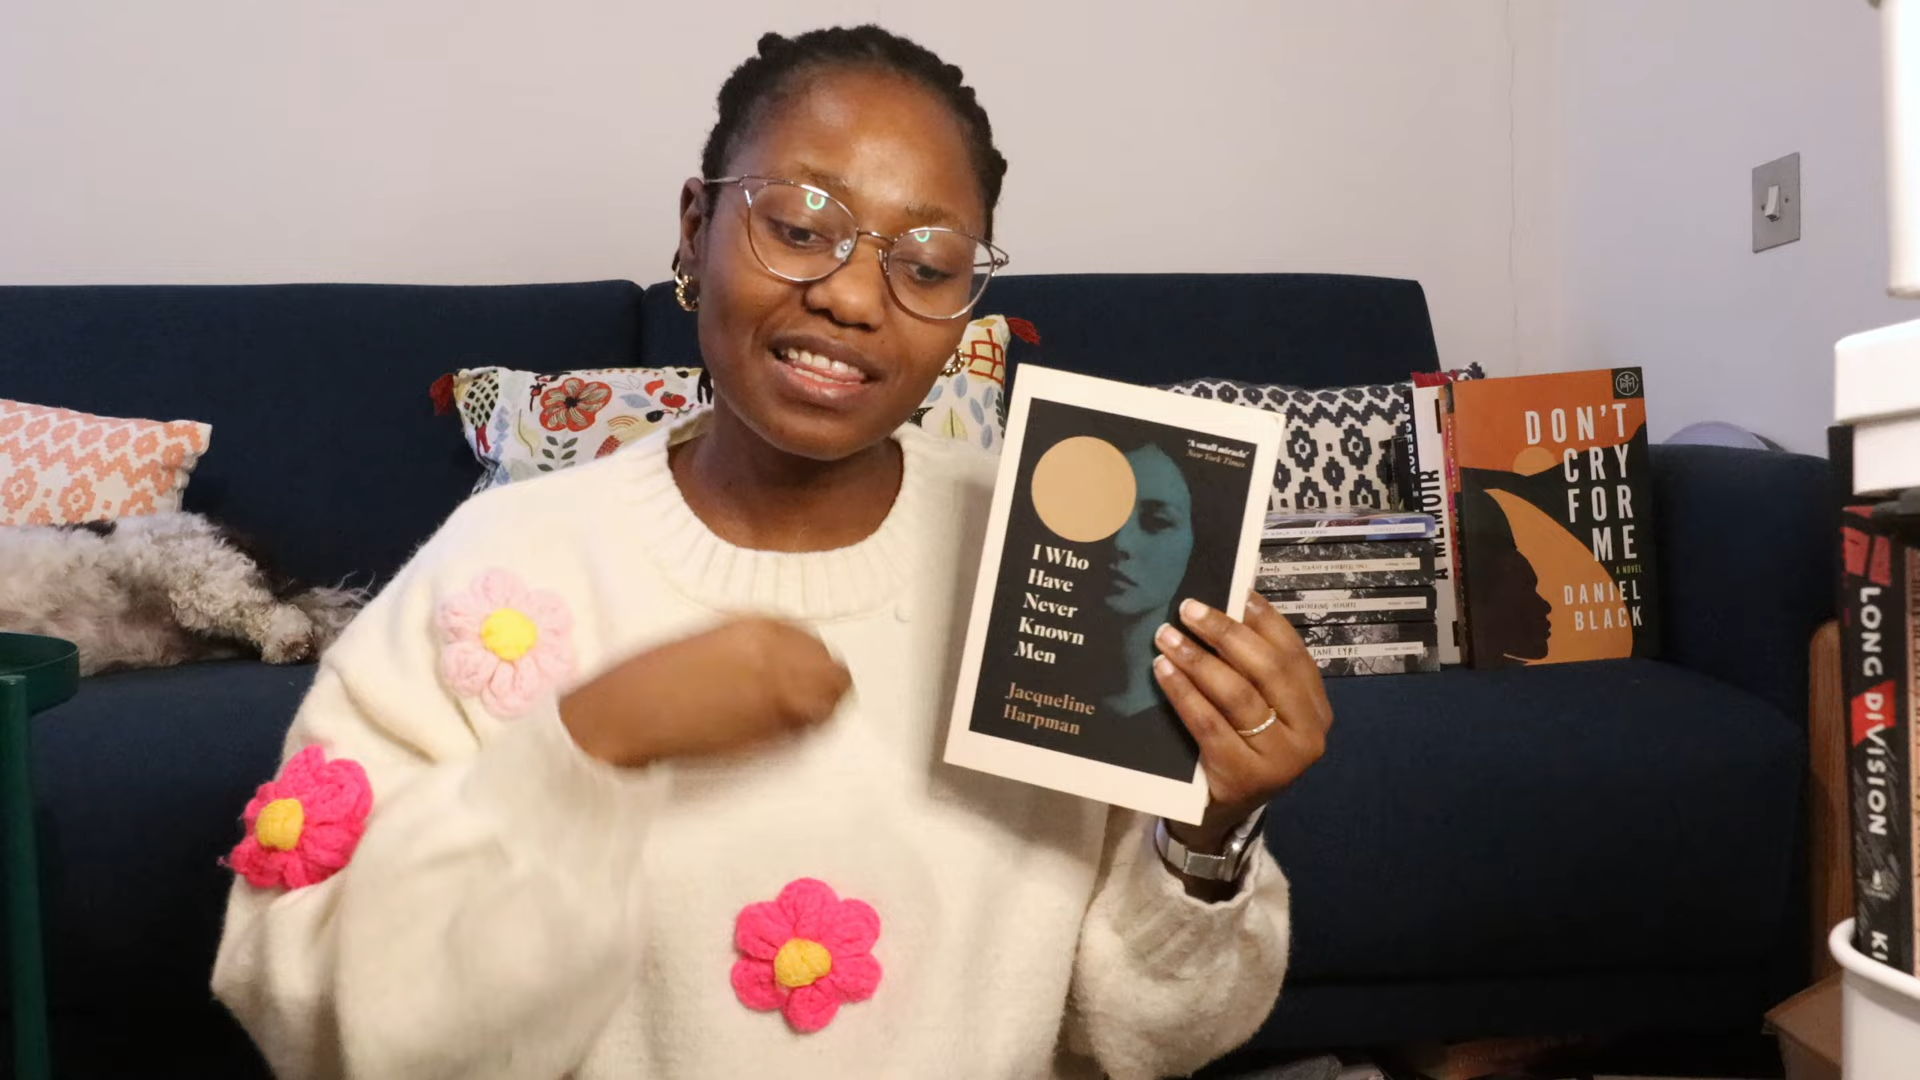 'A small miracle'
New York Times
I Who
Have
Never
Known
Men
Jacqueline
Harpman
A MEMOIR
WUTHERING HEIGHTS
JANE EYRE
DON'T
CRY
FOR
ME
A NOVEL
DANIEL
BLACK
LONG DIVISION